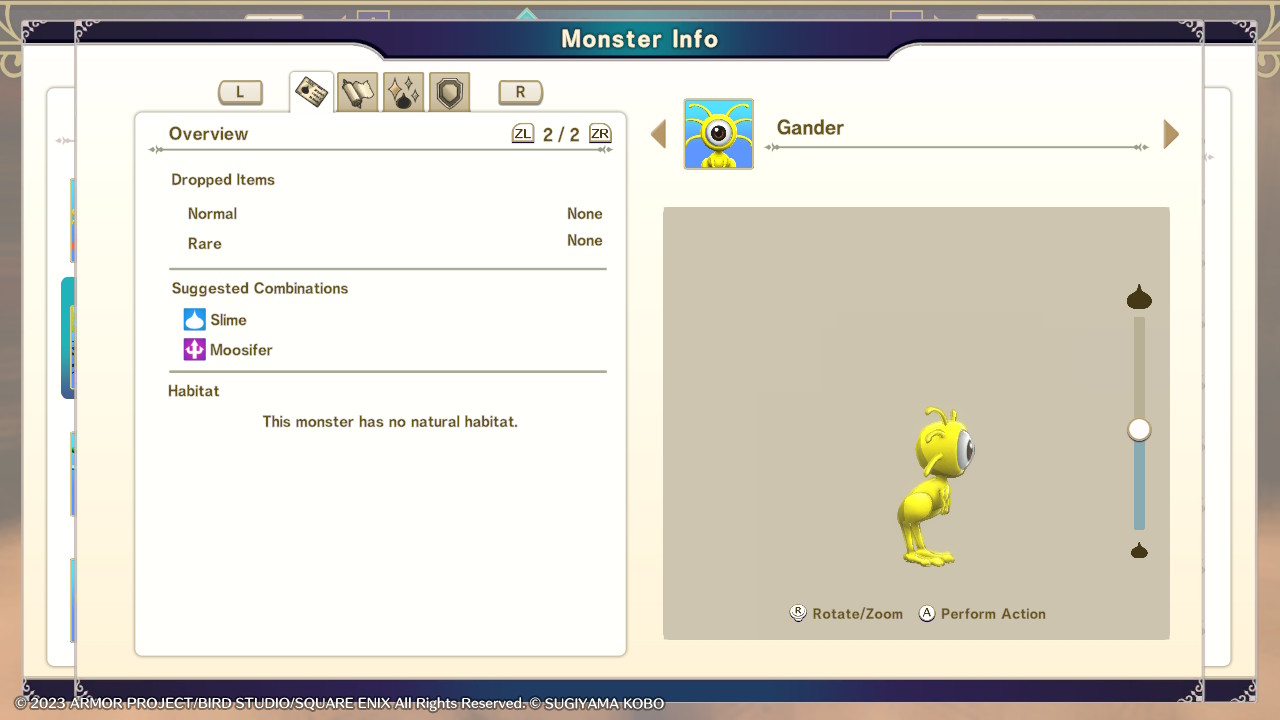 Monster Info
L
R
Overview
ZL 2 / 2 ZR
Dropped Items
Normal None
Rare None
Suggested Combinations
Slime
Moosifer
Habitat
This monster has no natural habitat.
Gander
R Rotate/Zoom A Perform Action
© 2023 ARMOR PROJECT/BIRD STUDIO/SQUARE ENIX All Rights Reserved. © SUGIYAMA KOBO